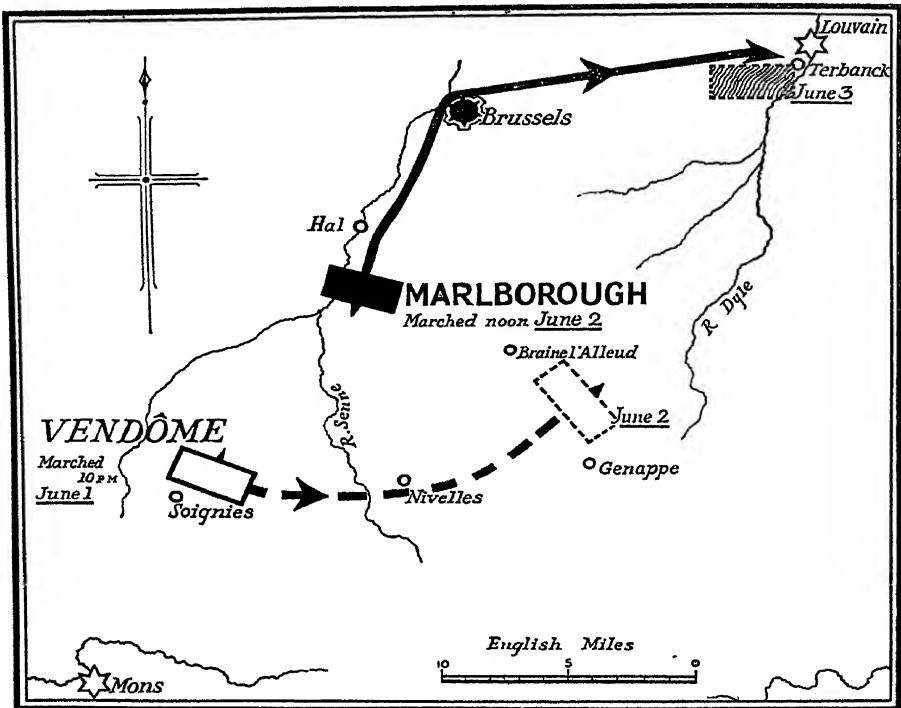 Louvain
Terbanck
June 3
Brussels
Hal
MARLBOROUGH
Marched noon June 2
R. Dyle
Braine l'Alleud
R. Senne
VENDÔME
June 2
Marched
10 PM
June 1
Genappe
Nivelles
Soignies
English Miles
10 5 0
Mons